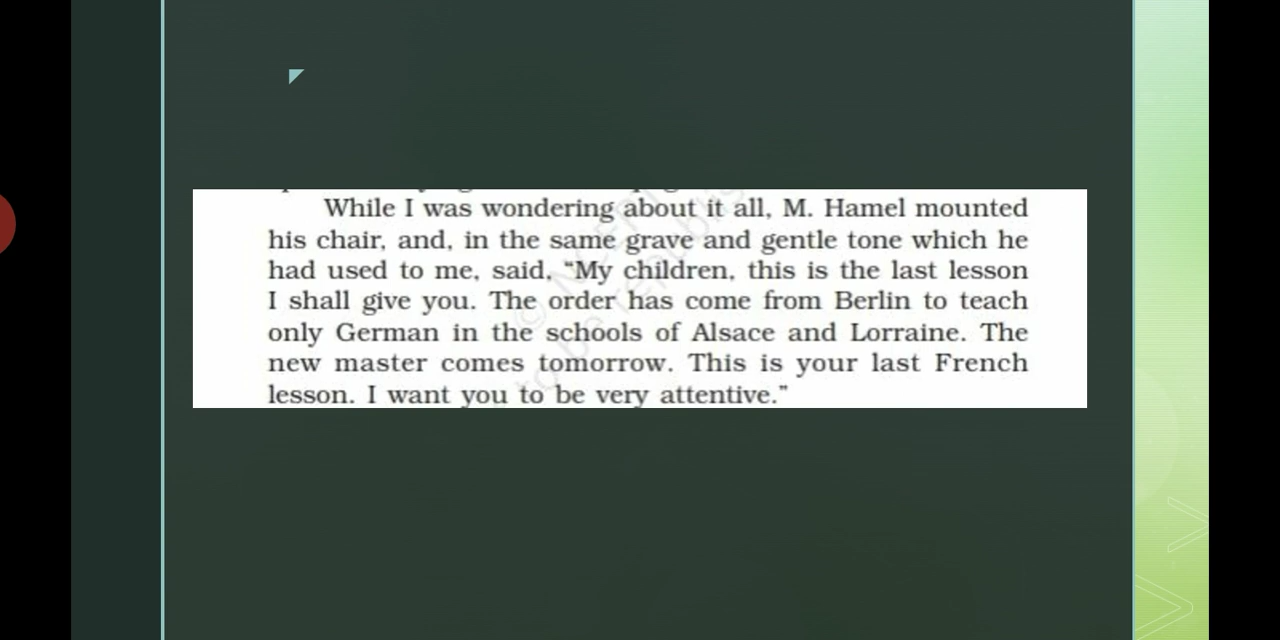 While I was wondering about it all, M. Hamel mounted
his chair, and, in the same grave and gentle tone which he
had used to me, said, “My children, this is the last lesson
I shall give you. The order has come from Berlin to teach
only German in the schools of Alsace and Lorraine. The
new master comes tomorrow. This is your last French
lesson. I want you to be very attentive.”